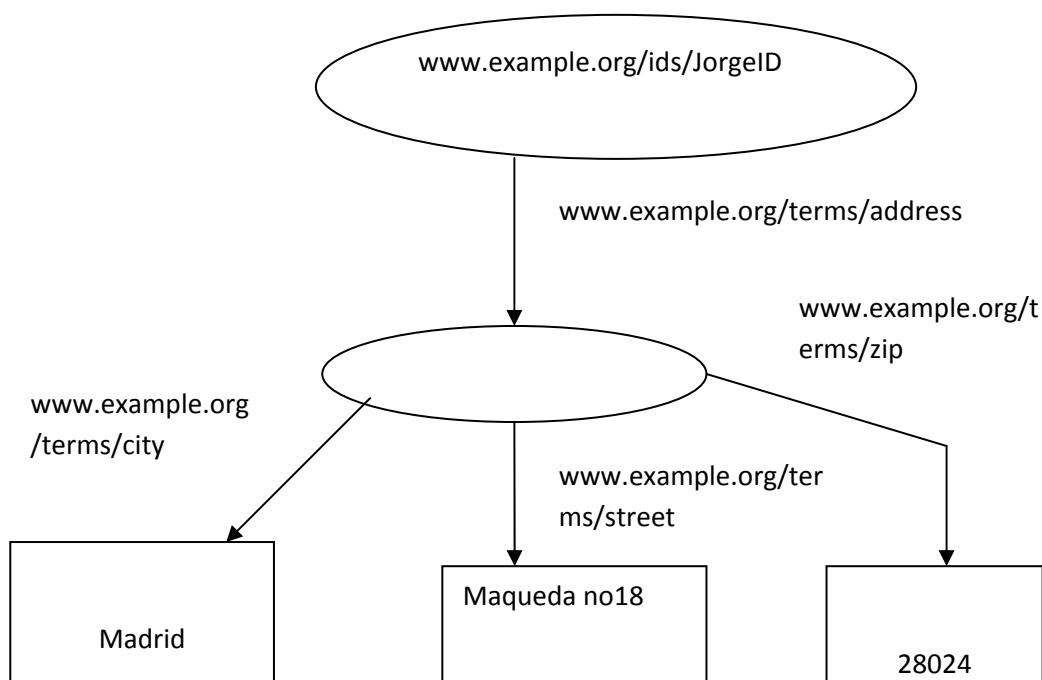 www.example.org/ids/JorgeID
www.example.org/terms/address
www.example.org/t
erms/zip
www.example.org
/terms/city
www.example.org/ter
ms/street
Madrid
Maqueda no18
28024